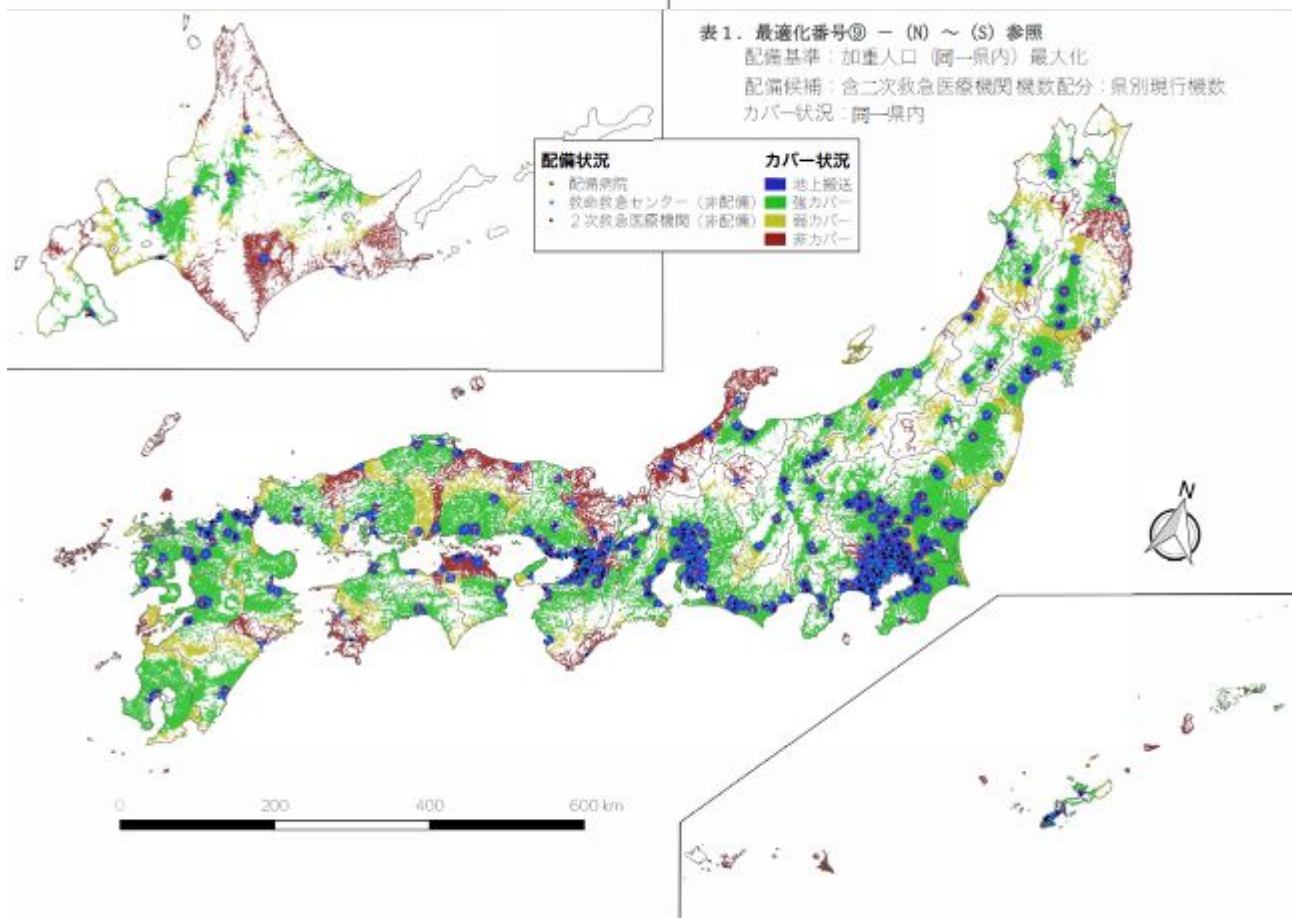 表１．最適化番号⑨ － (N) ～ (S) 参照
配備基準：加重人口（同一県内）最大化
配備候補：含二次救急医療機関機数配分：県別現行機数
カバー状況：同一県内
配備状況
配備病院
救命救急センター（非配備）
２次救急医療機関（非配備）
カバー状況
地上搬送
強カバー
弱カバー
非カバー
N
0 200 400 600 km